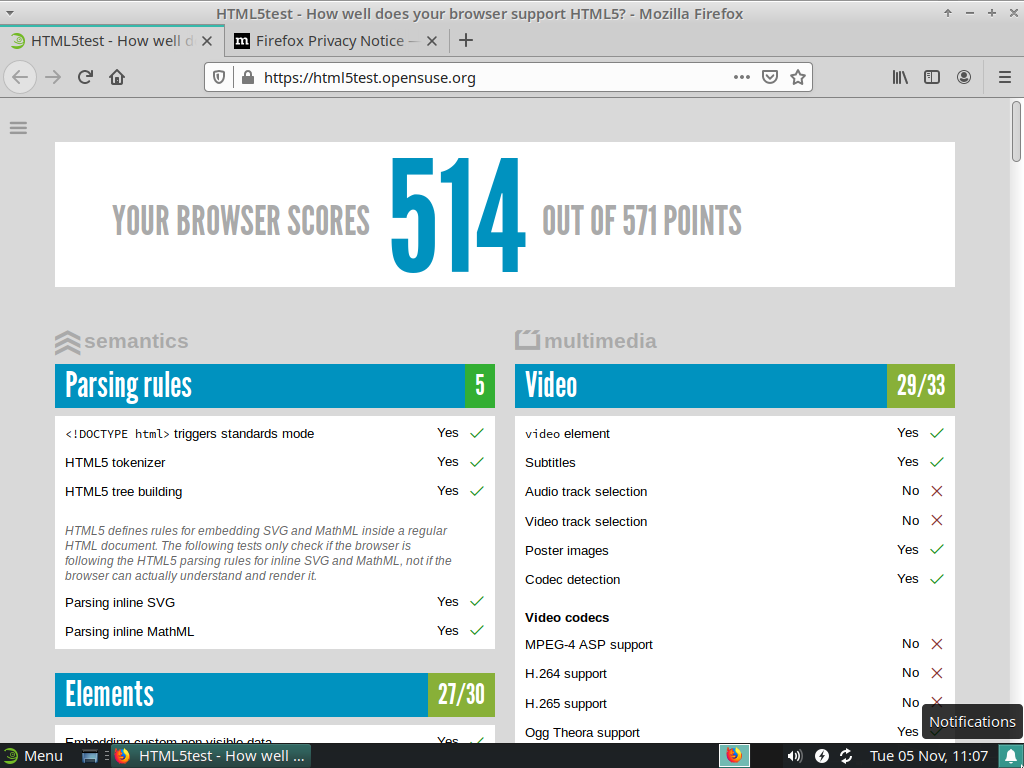 HTML5test - How well does your browser support HTML5? - Mozilla Firefox
HTML5test - How well d
Firefox Privacy Notice —
https://html5test.opensuse.org
YOUR BROWSER SCORES 514 OUT OF 571 POINTS
semantics
Parsing rules 5
<!DOCTYPE html> triggers standards mode Yes
HTML5 tokenizer Yes
HTML5 tree building Yes
HTML5 defines rules for embedding SVG and MathML inside a regular
HTML document. The following tests only check if the browser is
following the HTML5 parsing rules for inline SVG and MathML, not if the
browser can actually understand and render it.
Parsing inline SVG Yes
Parsing inline MathML Yes
Elements 27/30
Embedding custom non-visible data Yes
multimedia
Video 29/33
video element Yes
Subtitles Yes
Audio track selection No
Video track selection No
Poster images Yes
Codec detection Yes
Video codecs
MPEG-4 ASP support No
H.264 support No
H.265 support No
Ogg Theora support Yes
Notifications
Menu
HTML5test - How well ...
Tue 05 Nov, 11:07